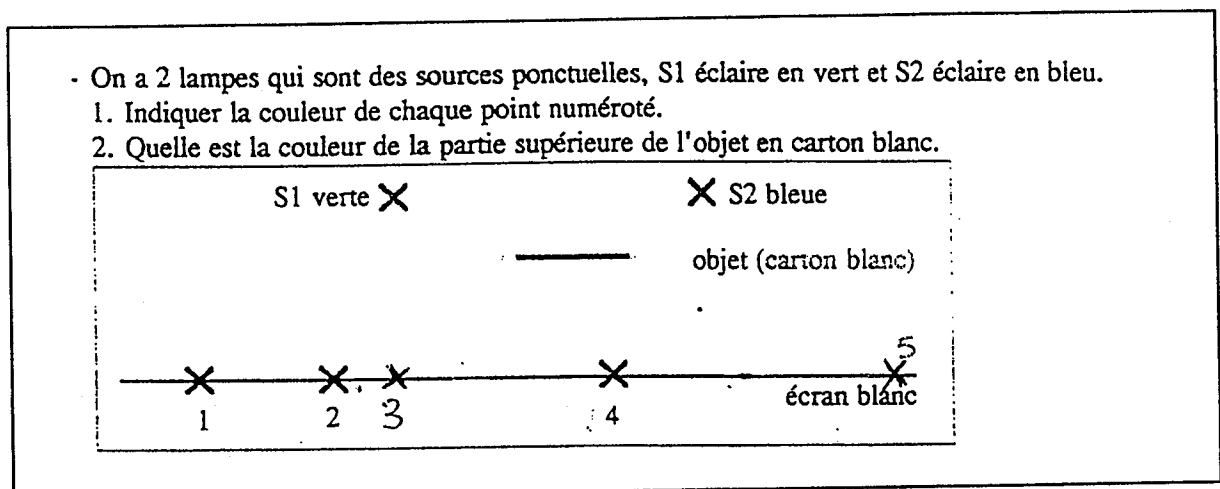 - On a 2 lampes qui sont des sources ponctuelles, S1 éclaire en vert et S2 éclaire en bleu.
1. Indiquer la couleur de chaque point numéroté.
2. Quelle est la couleur de la partie supérieure de l'objet en carton blanc.
S1 verte S2 bleue
objet (carton blanc)
5
écran blanc
1 2 3 4